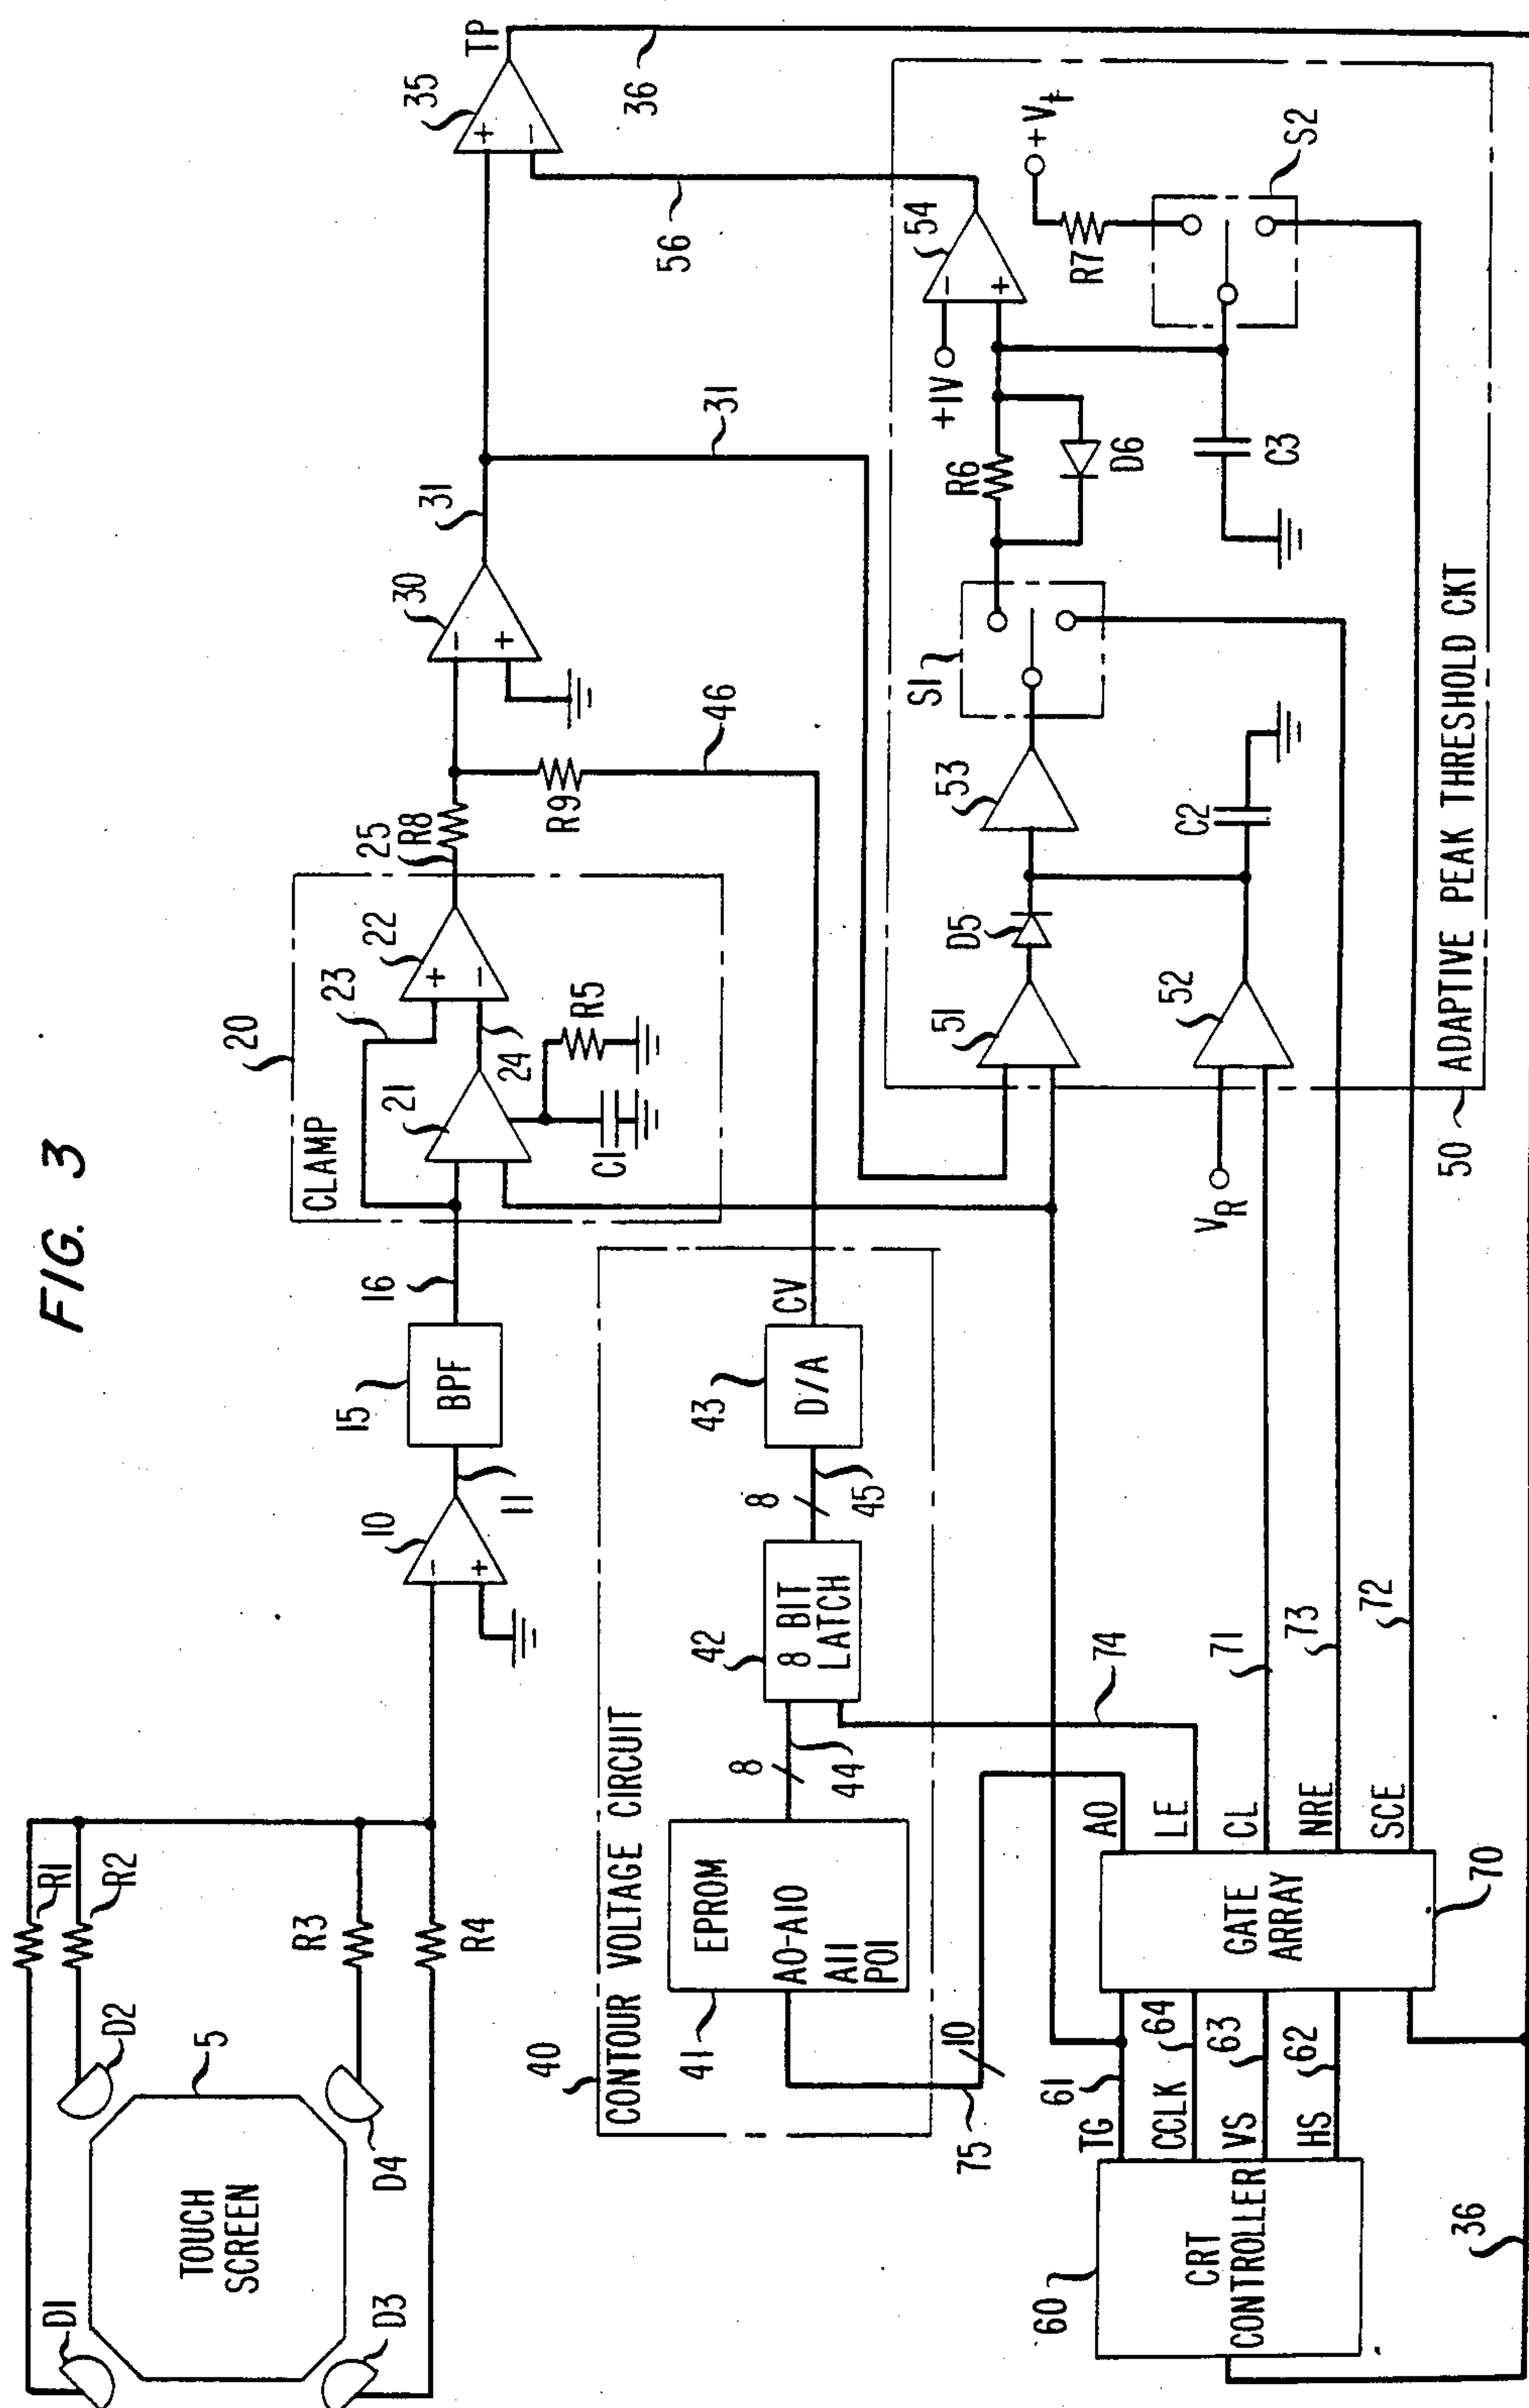 FIG. 3
D1
D2
D3
D4
5
TOUCH
SCREEN
R1
R2
R3
R4
10
−
+
11
15
BPF
16
20
CLAMP
23
21
24
22
+
−
C1
R5
25
R8
R9
46
30
−
+
31
31
35
+
−
TP
36
56
40
CONTOUR VOLTAGE CIRCUIT
41
EPROM
A0-A10
A11
P01
8
44
42
8 BIT
LATCH
8
45
43
D/A
CV
10
75
74
60
CRT
CONTROLLER
TG
61
CCLK
64
VS
63
HS
62
36
GATE
ARRAY
70
A0
LE
CL
NRE
SCE
71
73
72
VR
50
ADAPTIVE PEAK THRESHOLD CKT
51
52
D5
53
C2
S1
R6
D6
C3
+1V
54
−
+
R7
+Vt
S2